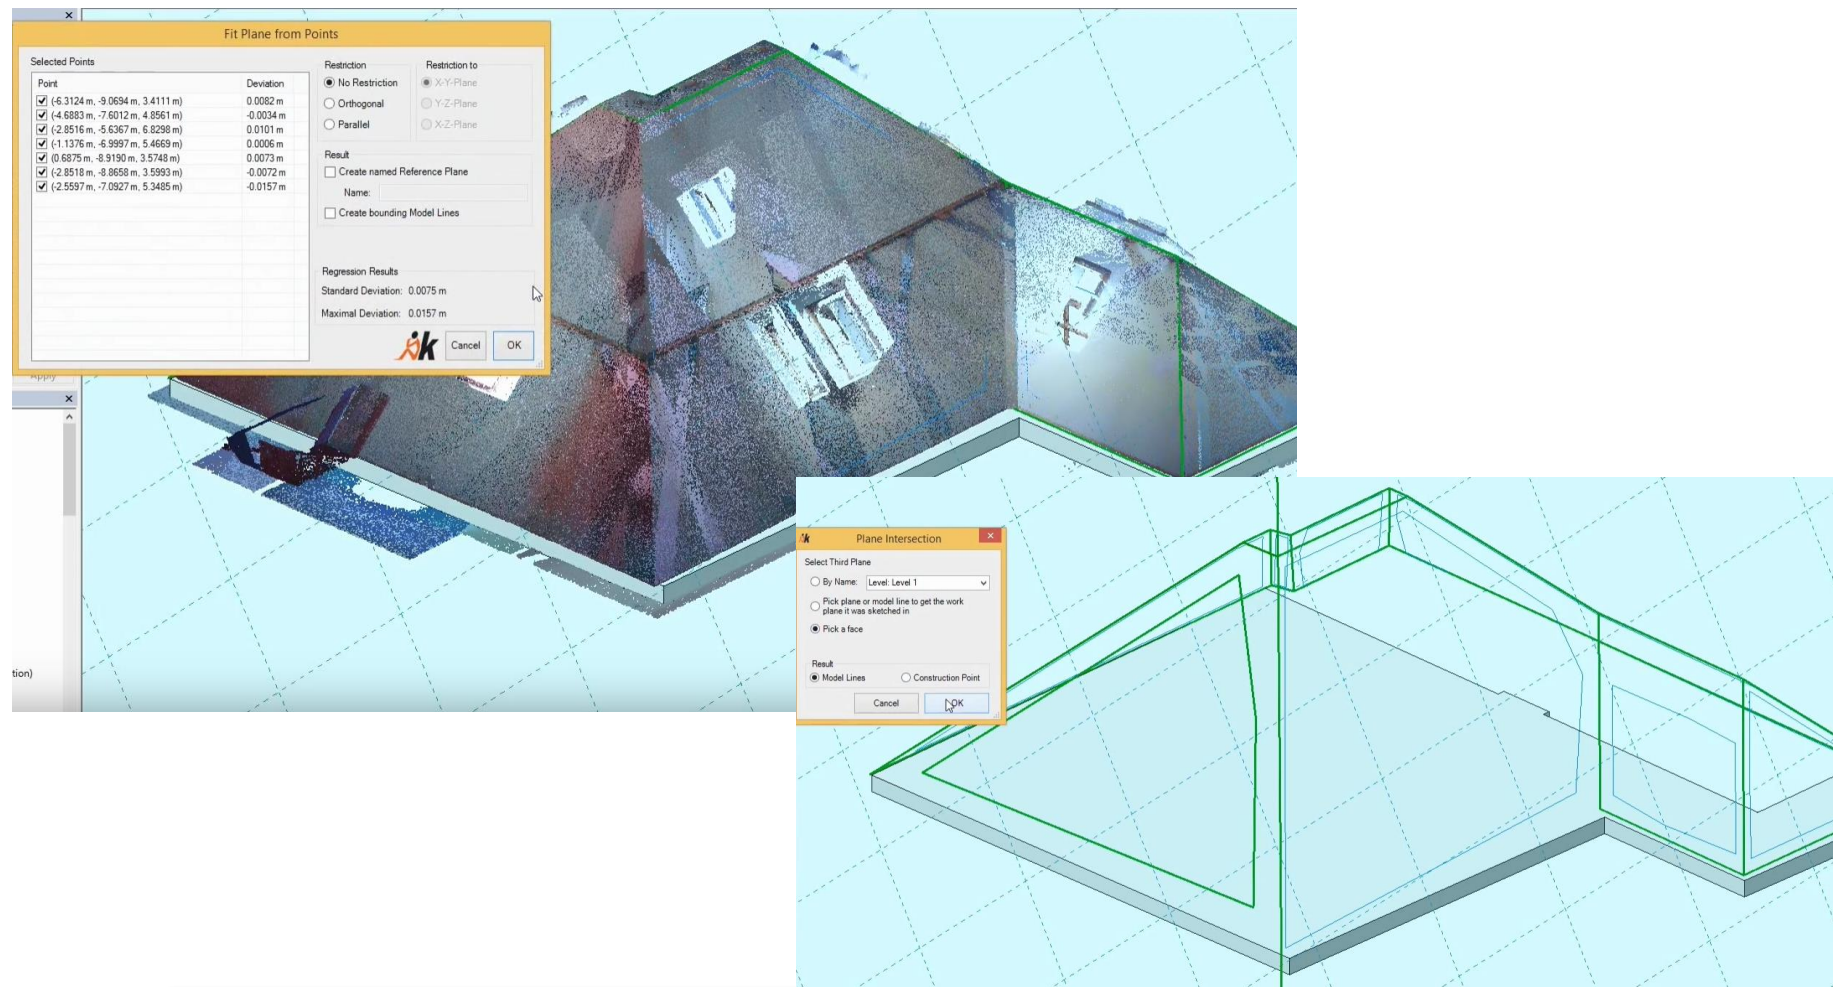 Fit Plane from Points
Selected Points
Point Deviation
(-6.3124 m, -9.0694 m, 3.4111 m) 0.0082 m
(-4.6883 m, -7.6012 m, 4.8561 m) -0.0034 m
(-2.8516 m, -5.6367 m, 6.8298 m) 0.0101 m
(-1.1376 m, -6.9997 m, 5.4669 m) 0.0006 m
(0.6875 m, -8.9190 m, 3.5748 m) 0.0073 m
(-2.8518 m, -8.8658 m, 3.5993 m) -0.0072 m
(-2.5597 m, -7.0927 m, 5.3485 m) -0.0157 m
Restriction
No Restriction
Orthogonal
Parallel
Restriction to
X-Y-Plane
Y-Z-Plane
X-Z-Plane
Result
Create named Reference Plane
Name:
Create bounding Model Lines
Regression Results
Standard Deviation: 0.0075 m
Maximal Deviation: 0.0157 m
k
Cancel
OK
Apply
tion)
k
Plane Intersection
Select Third Plane
By Name: Level: Level 1
Pick plane or model line to get the work
plane it was sketched in
Pick a face
Result
Model Lines
Construction Point
Cancel
OK